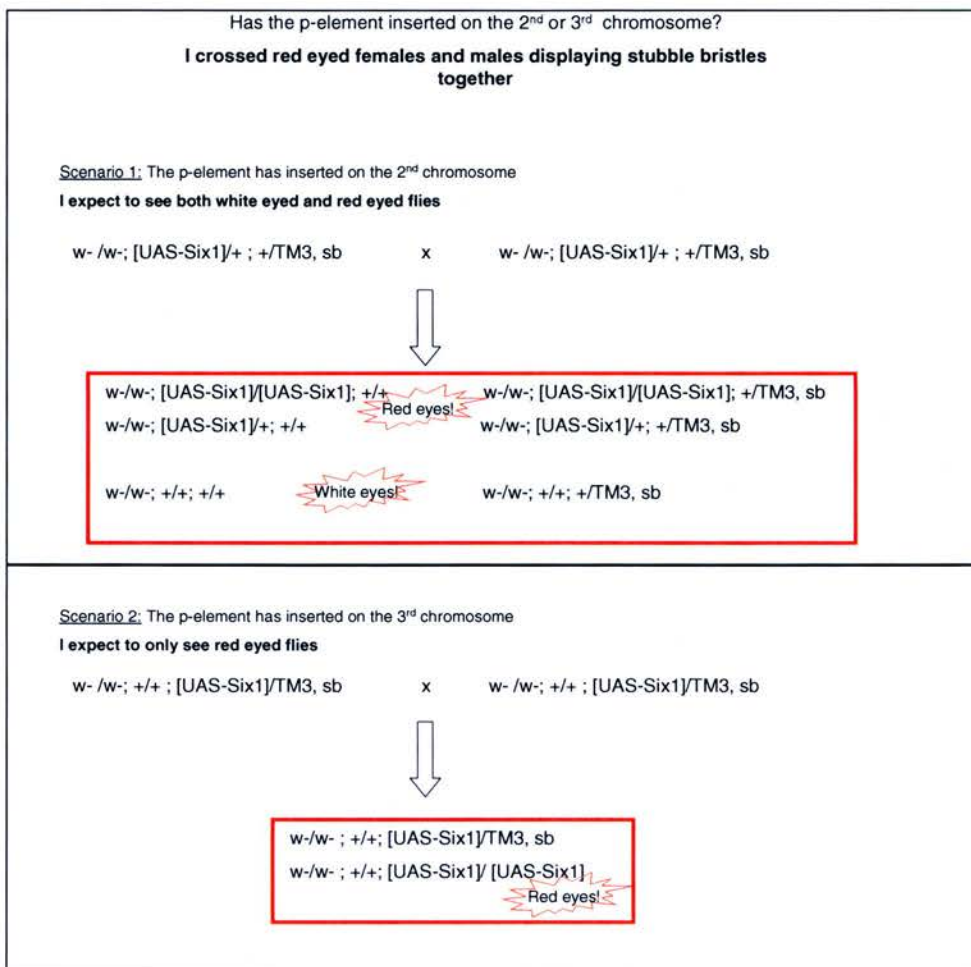 Has the p-element inserted on the 2nd or 3rd chromosome?
I crossed red eyed females and males displaying stubble bristles
together
Scenario 1: The p-element has inserted on the 2nd chromosome
I expect to see both white eyed and red eyed flies
w- /w-; [UAS-Six1]/+ ; +/TM3, sb x w- /w-; [UAS-Six1]/+ ; +/TM3, sb
w-/w-; [UAS-Six1]/[UAS-Six1]; +/+ w-/w-; [UAS-Six1]/[UAS-Six1]; +/TM3, sb
Red eyes!
w-/w-; [UAS-Six1]/+; +/+ w-/w-; [UAS-Six1]/+; +/TM3, sb
w-/w-; +/+; +/+ White eyes! w-/w-; +/+; +/TM3, sb
Scenario 2: The p-element has inserted on the 3rd chromosome
I expect to only see red eyed flies
w- /w-; +/+ ; [UAS-Six1]/TM3, sb x w- /w-; +/+ ; [UAS-Six1]/TM3, sb
w-/w- ; +/+; [UAS-Six1]/TM3, sb
w-/w- ; +/+; [UAS-Six1]/ [UAS-Six1]
Red eyes!